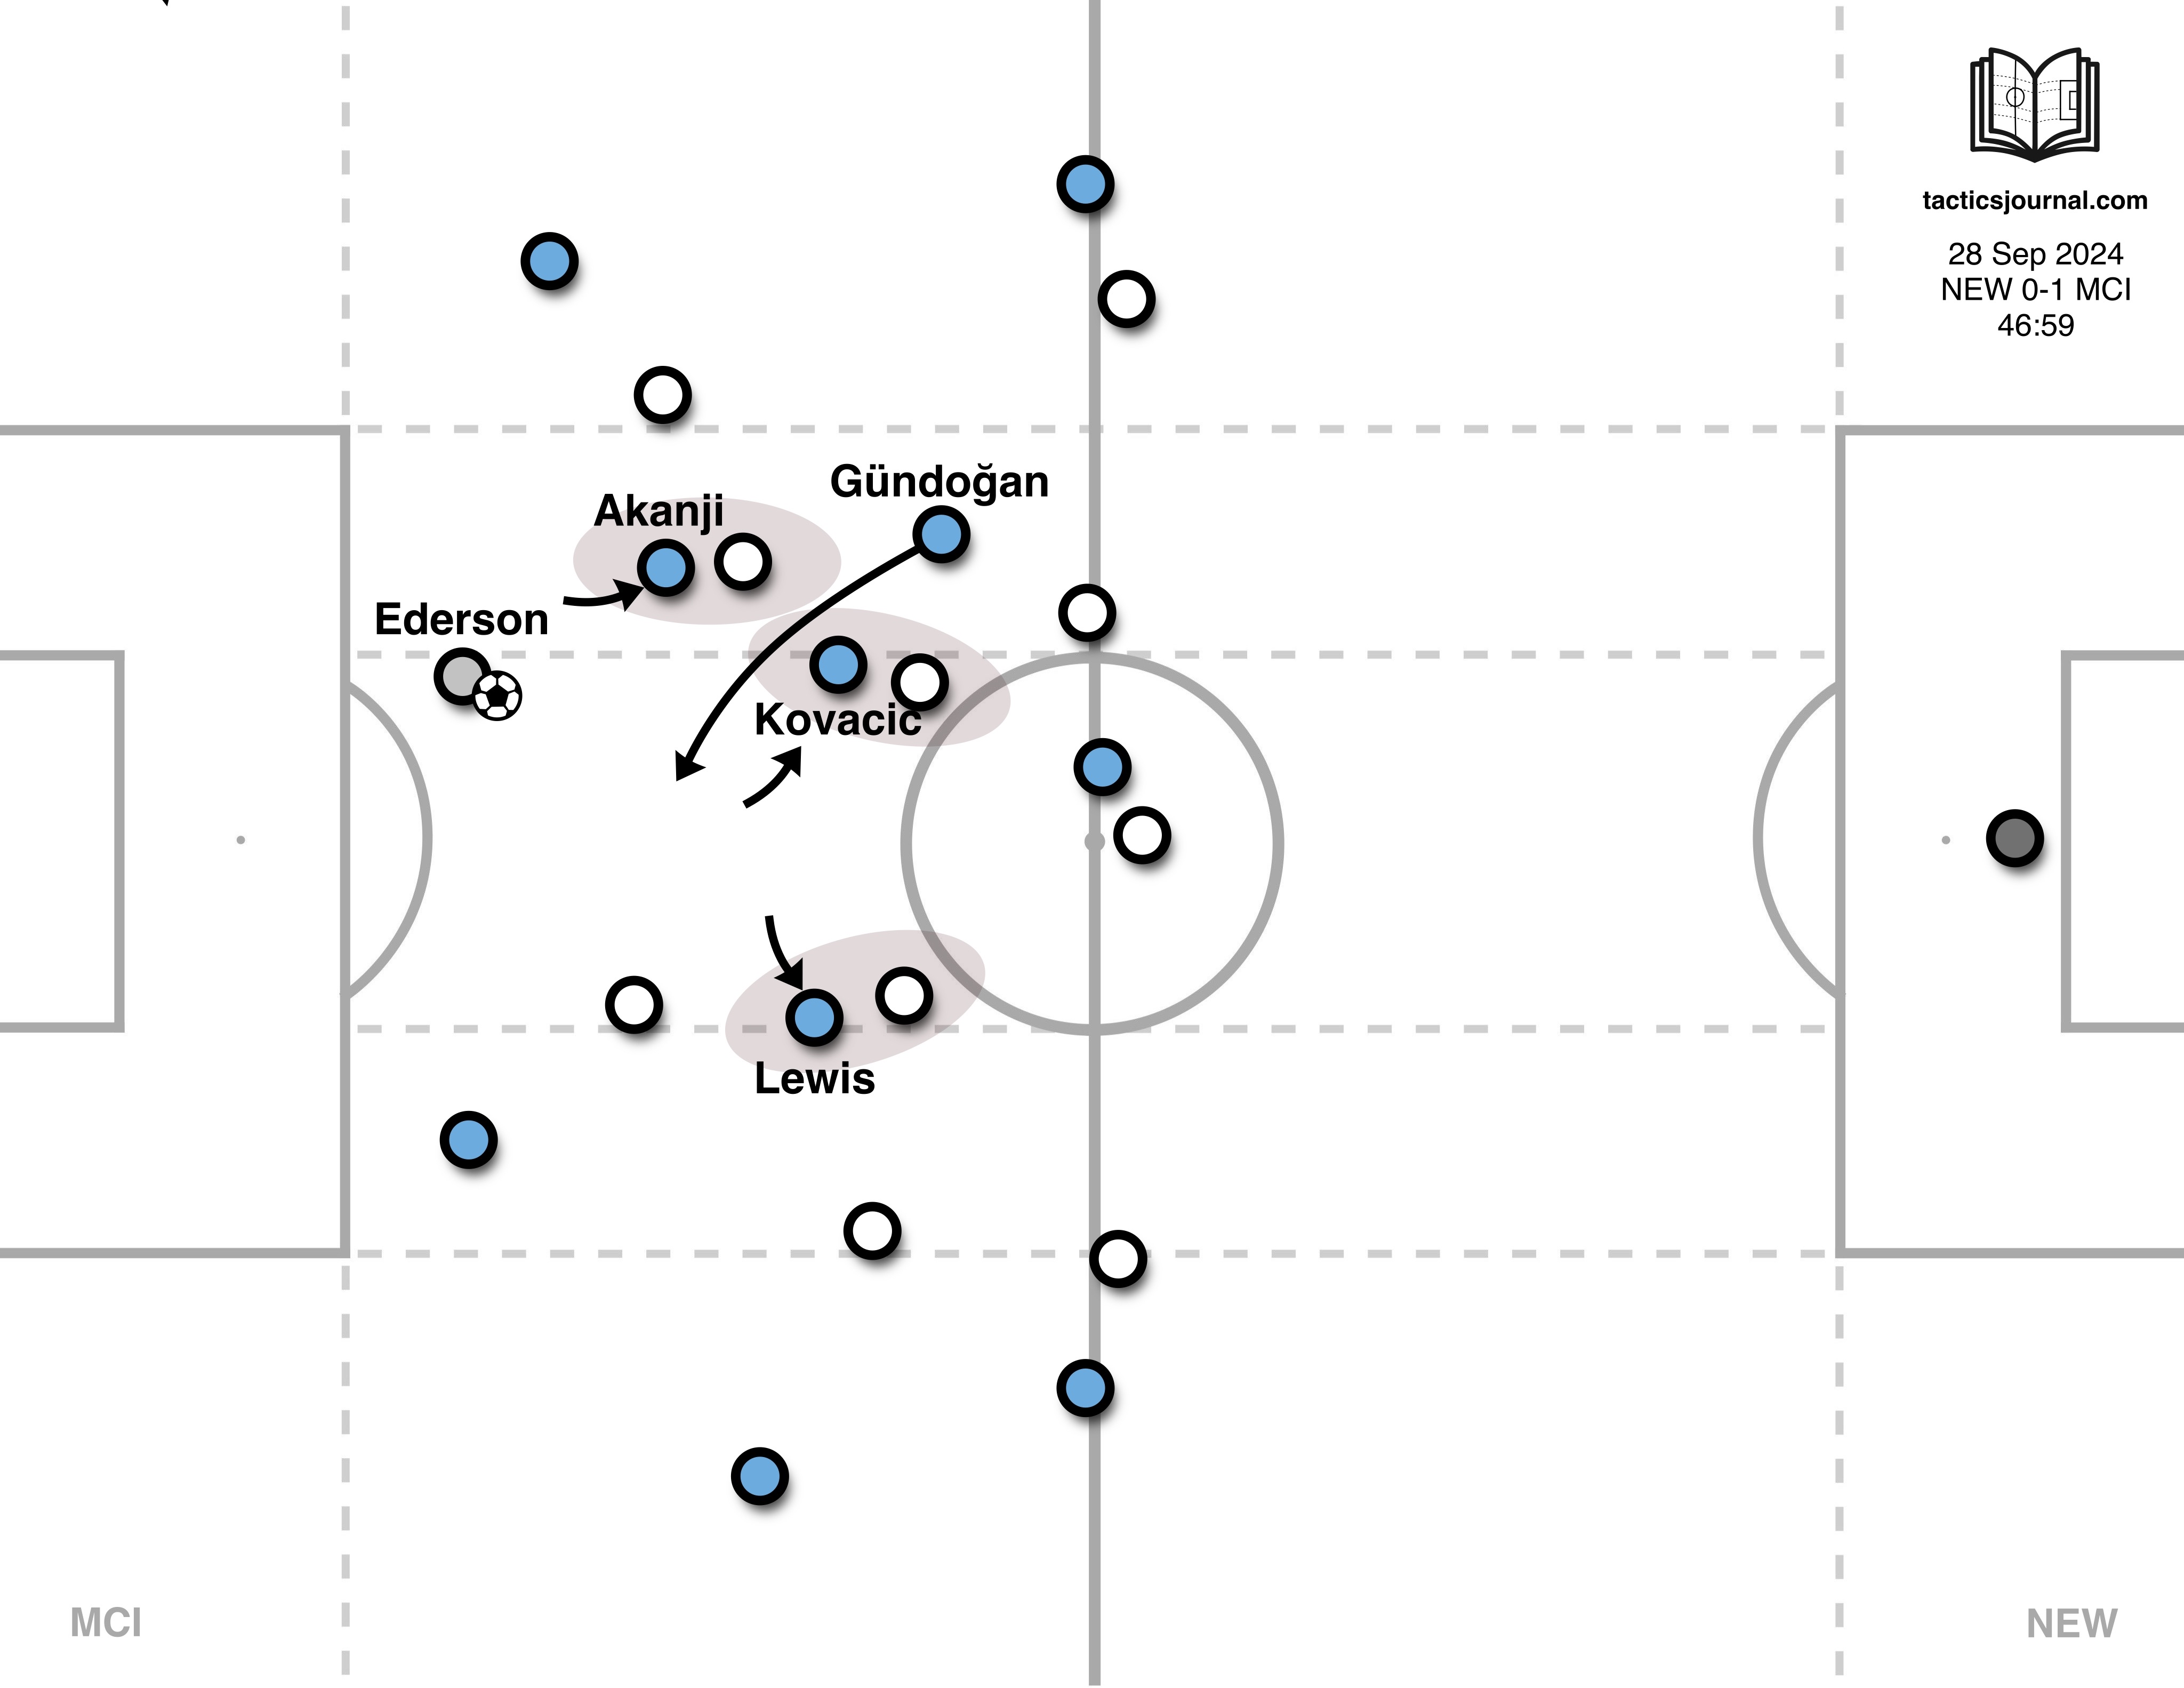 tacticsjournal.com
28 Sep 2024
NEW 0-1 MCI
46:59
Gündoğan
Akanji
Ederson
Kovacic
Lewis
MCI
NEW